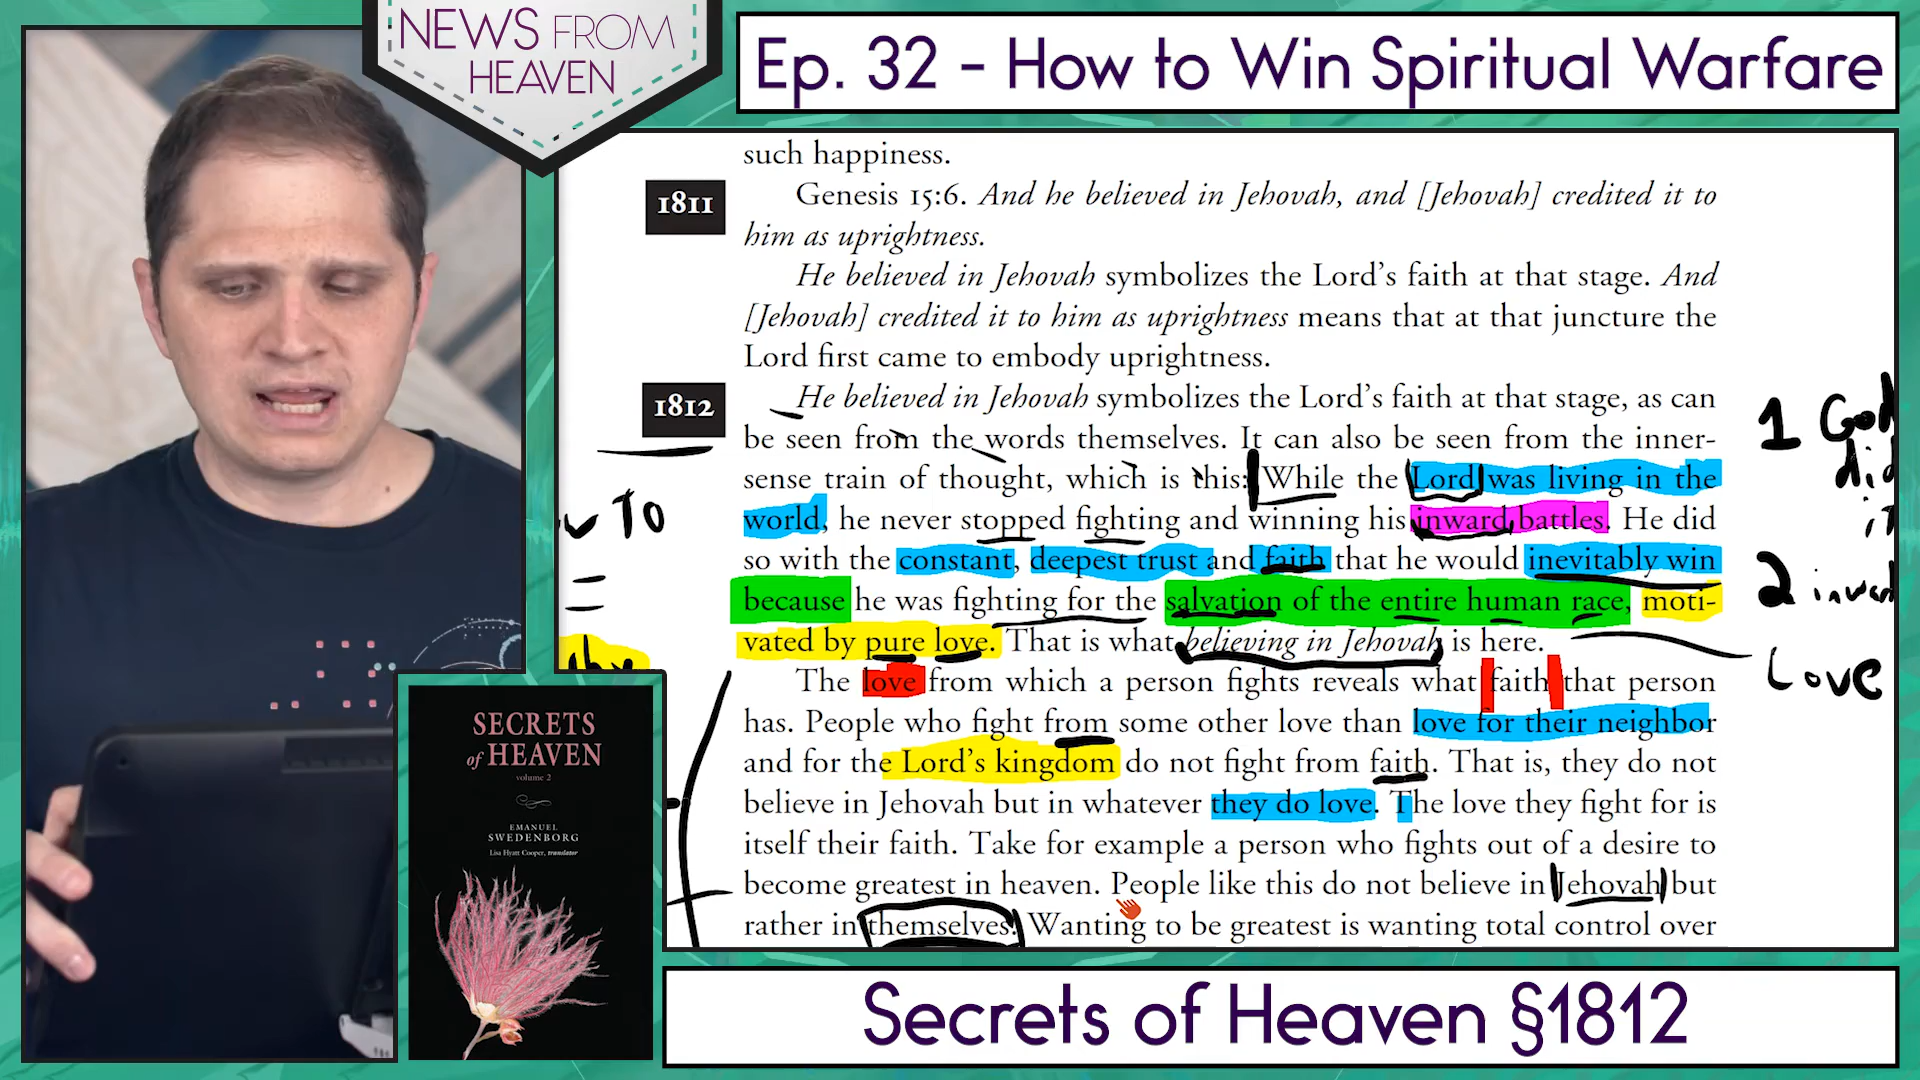 NEWS FROM
HEAVEN
Ep. 32 - How to Win Spiritual Warfare
such happiness.
1811
Genesis 15:6. And he believed in Jehovah, and [Jehovah] credited it to
him as uprightness.
He believed in Jehovah symbolizes the Lord's faith at that stage. And
[Jehovah] credited it to him as uprightness means that at that juncture the
Lord first came to embody uprightness.
1812
He believed in Jehovah symbolizes the Lord's faith at that stage, as can
be seen from the words themselves. It can also be seen from the inner-
sense train of thought, which is this: While the Lord was living in the
world, he never stopped fighting and winning his inward battles. He did
so with the constant, deepest trust and faith that he would inevitably win
because he was fighting for the salvation of the entire human race, moti-
vated by pure love. That is what believing in Jehovah is here.
The love from which a person fights reveals what faith that person
has. People who fight from some other love than love for their neighbor
and for the Lord's kingdom do not fight from faith. That is, they do not
believe in Jehovah but in whatever they do love. The love they fight for is
itself their faith. Take for example a person who fights out of a desire to
become greatest in heaven. People like this do not believe in Jehovah but
rather in themselves. Wanting to be greatest is wanting total control over
TO
=
1 God
did
it
2
Love
SECRETS
of HEAVEN
volume 2
EMANUEL
SWEDENBORG
Lisa Hyatt Cooper, translator
Secrets of Heaven §1812